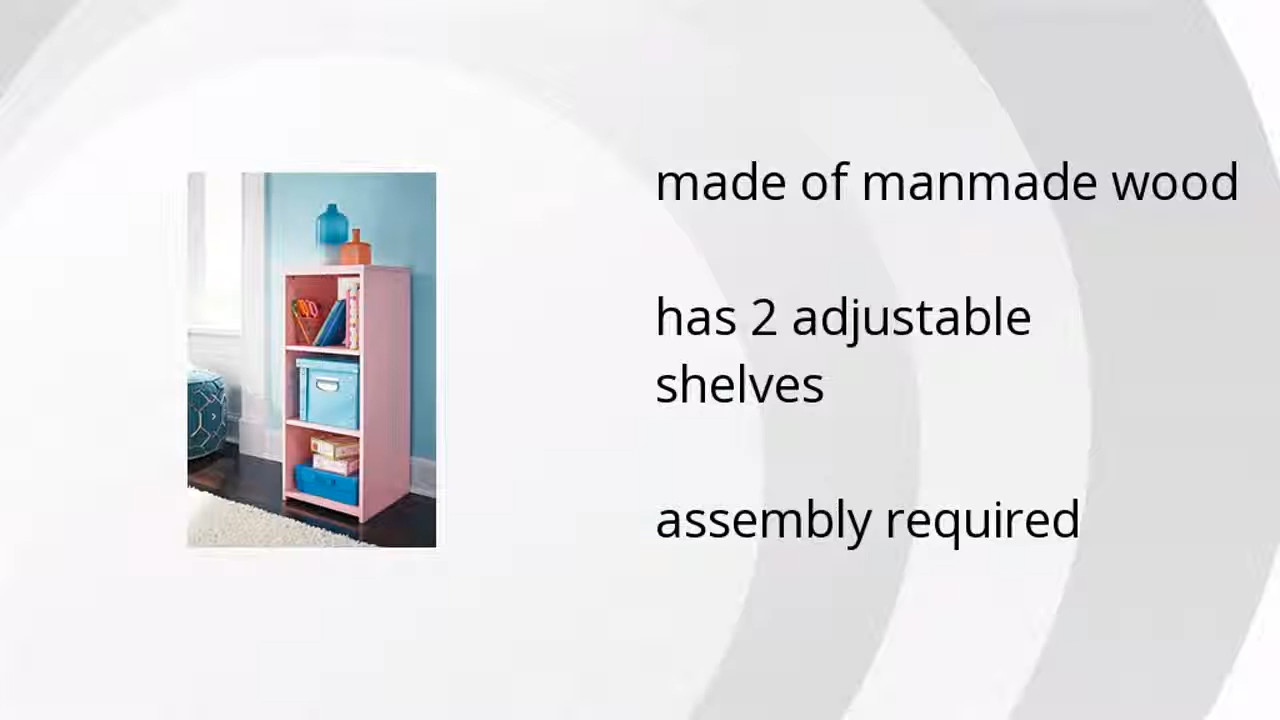 made of manmade wood
has 2 adjustable
shelves
assembly required